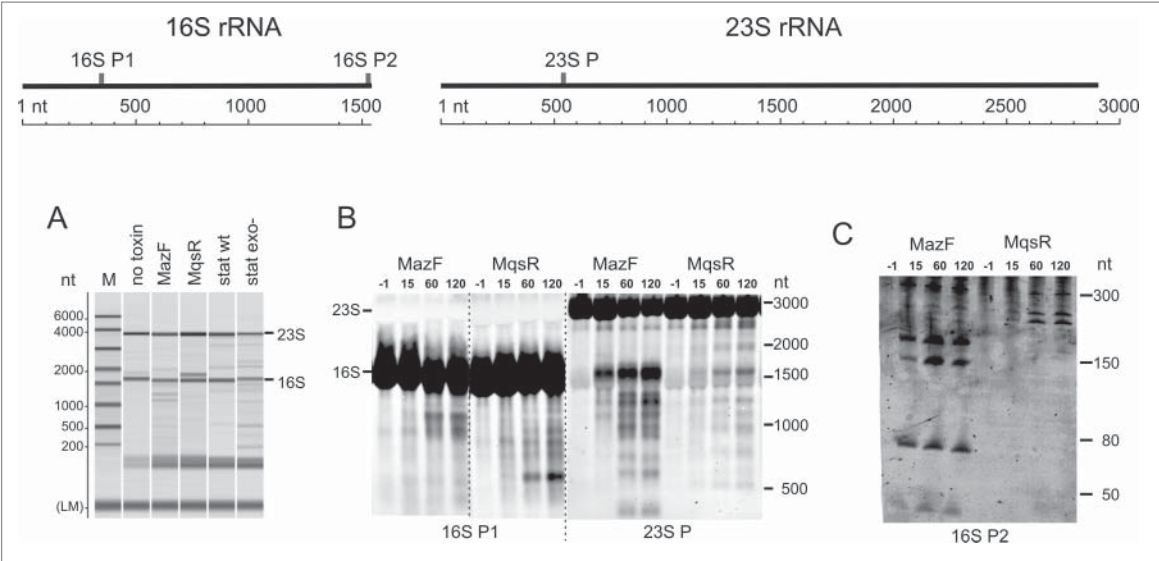 16S rRNA 23S rRNA
16S P1 16S P2 23S P
1 nt 500 1000 1500 1 nt 500 1000 1500 2000 2500 3000
A
nt M no toxin MazF MqsR stat wt stat exo-
6000
4000
2000
1000
500
200
(LM)
23S
16S
B
MazF MqsR MazF MqsR
-1 15 60 120 -1 15 60 120 -1 15 60 120 -1 15 60 120 nt
23S
16S
3000
2000
1500
1000
500
16S P1 23S P
C
MazF MqsR
-1 15 60 120 -1 15 60 120 nt
300
150
80
50
16S P2